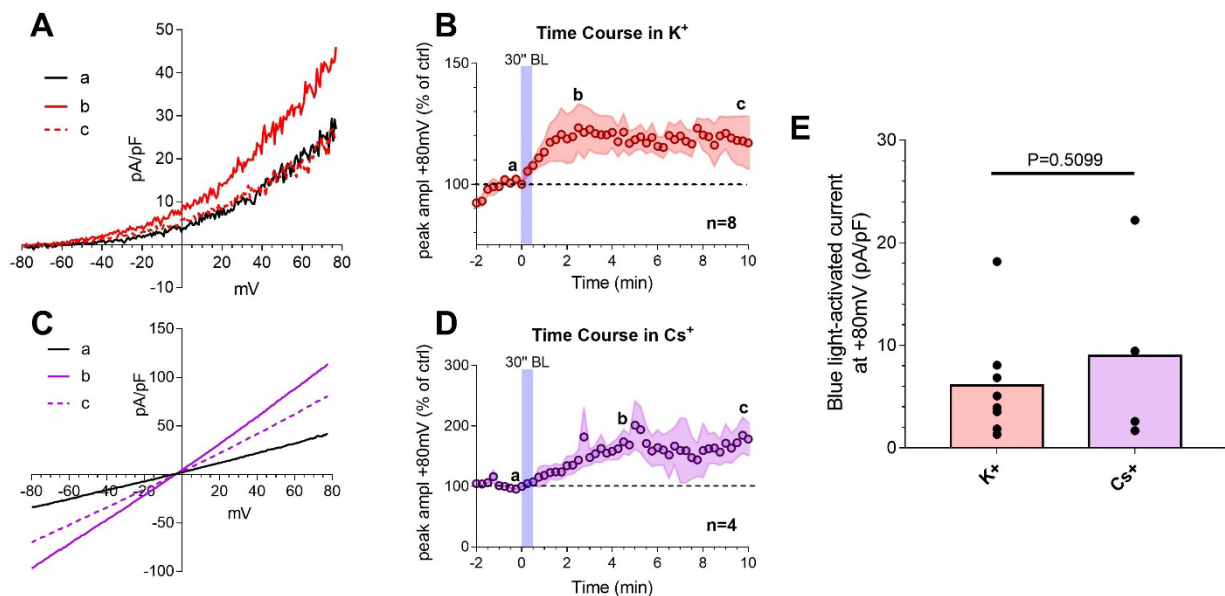 A
a
b
c
pA/pF
50
40
30
20
10
-10
-80 -60 -40 -20 0 20 40 60 80
mV
B
Time Course in K+
30" BL
peak ampl +80mV (% of ctrl)
150
100
a
b
c
n=8
-2 0 2 4 6 8 10
Time (min)
C
a
b
c
pA/pF
150
100
50
-50
-100
-80 -60 -40 -20 0 20 40 60 80
mV
D
Time Course in Cs+
30" BL
peak ampl +80mV (% of ctrl)
300
200
100
0
a
b
c
n=4
-2 0 2 4 6 8 10
Time (min)
E
P=0.5099
Blue light-activated current
at +80mV (pA/pF)
30
20
10
0
K+
Cs+